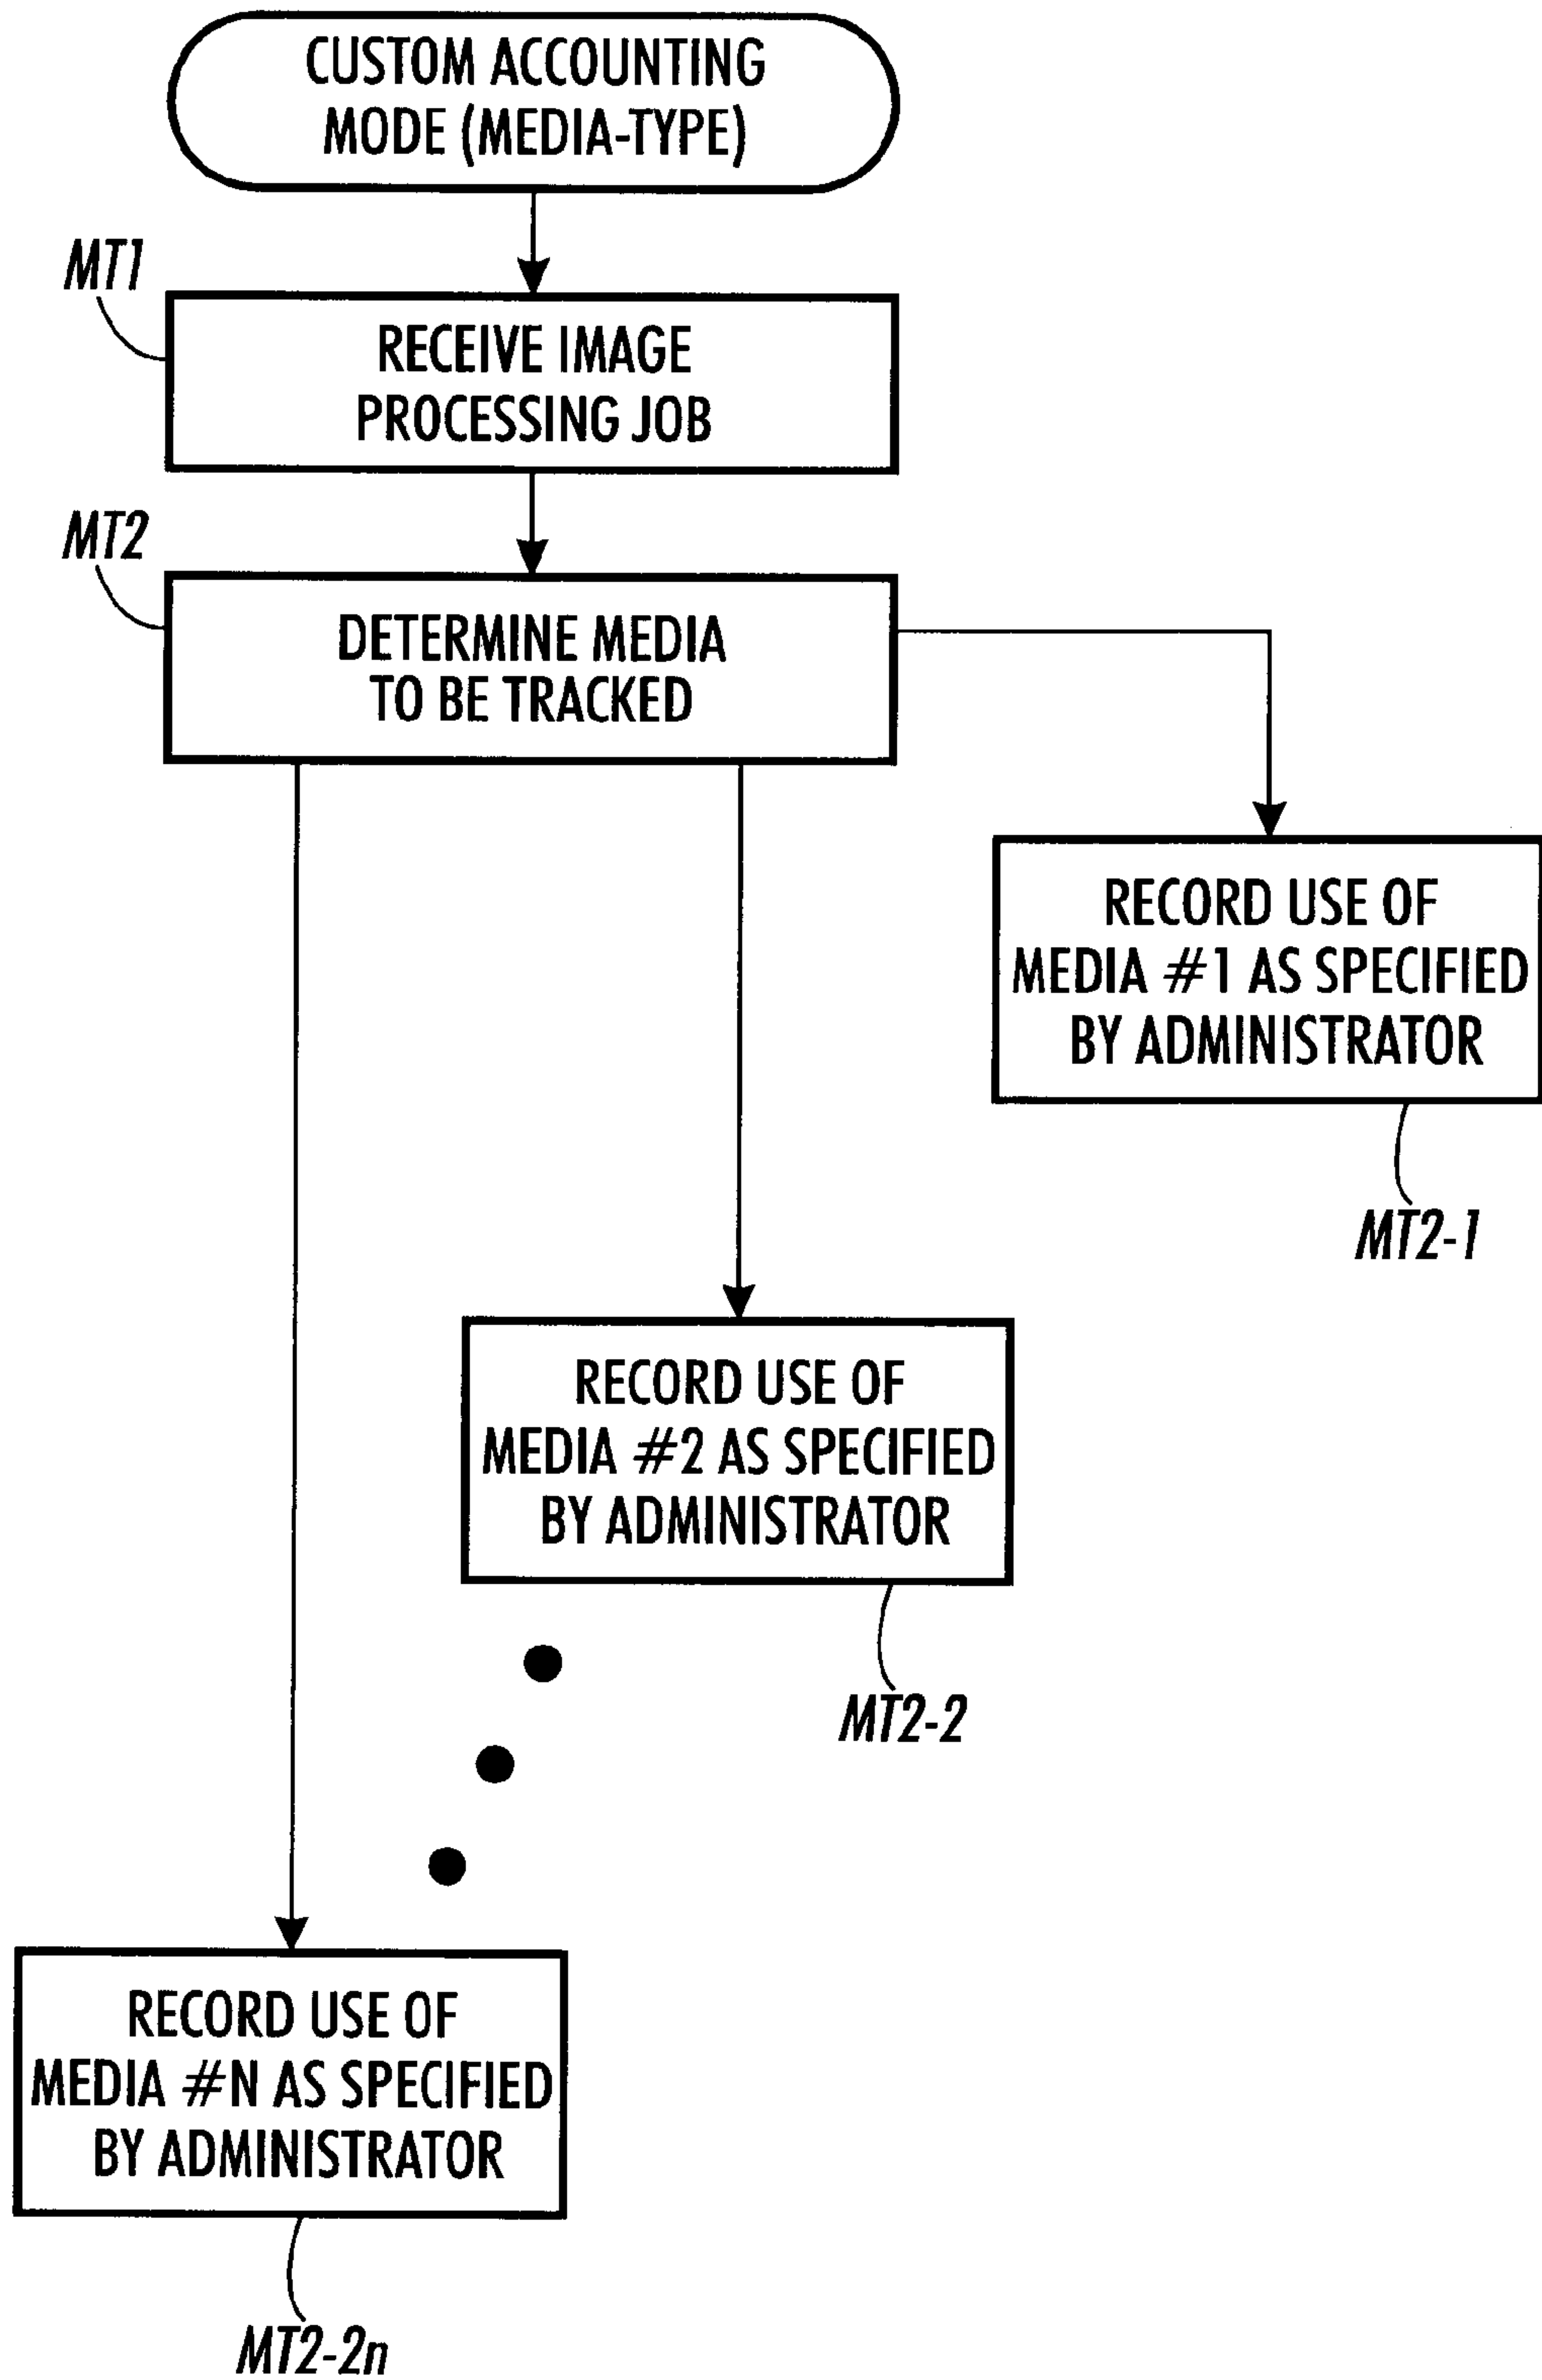 CUSTOM ACCOUNTING
MODE (MEDIA-TYPE)
MT1
RECEIVE IMAGE
PROCESSING JOB
MT2
DETERMINE MEDIA
TO BE TRACKED
RECORD USE OF
MEDIA #1 AS SPECIFIED
BY ADMINISTRATOR
MT2-1
RECORD USE OF
MEDIA #2 AS SPECIFIED
BY ADMINISTRATOR
MT2-2
RECORD USE OF
MEDIA #N AS SPECIFIED
BY ADMINISTRATOR
MT2-2n